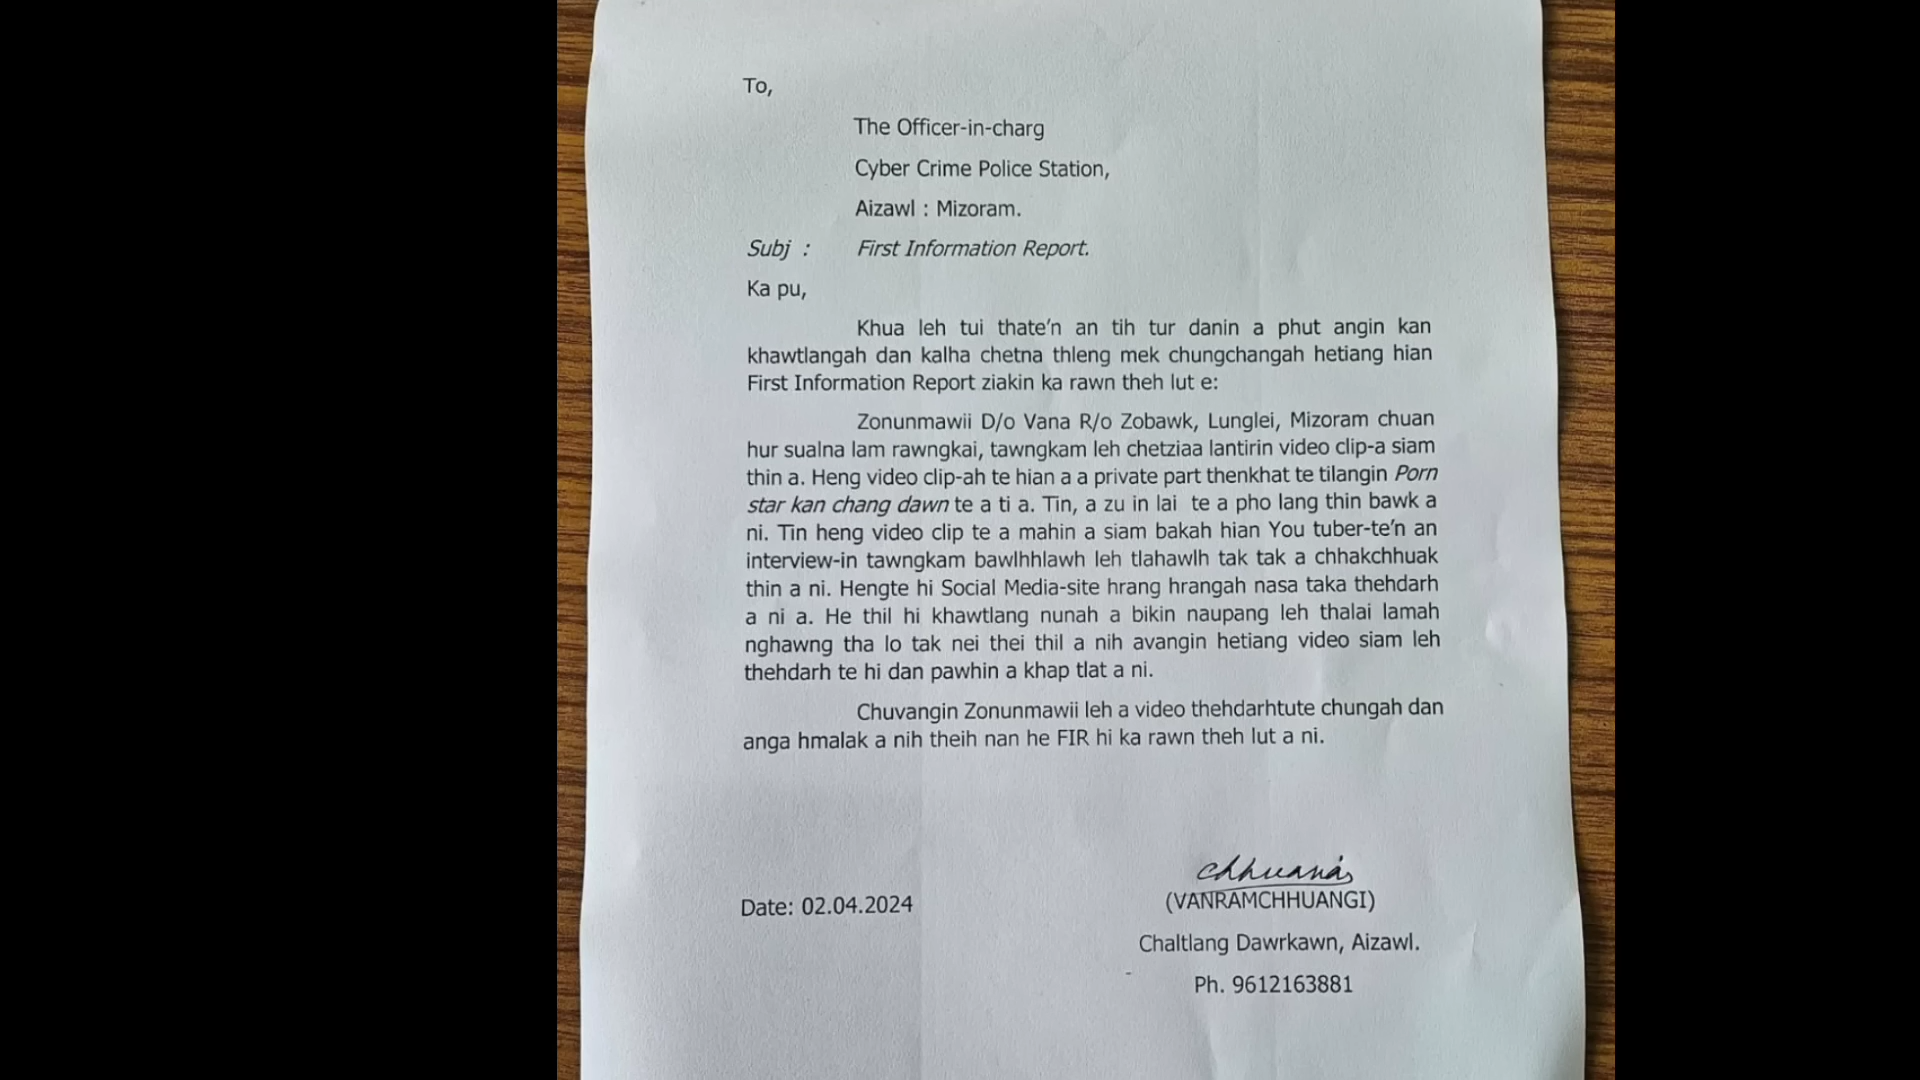 To,
The Officer-in-charg
Cyber Crime Police Station,
Aizawl : Mizoram.
Subj : First Information Report.
Ka pu,
Khua leh tui thate'n an tih tur danin a phut angin kan
khawtlangah dan kalha chetna thleng mek chungchangah hetiang hian
First Information Report ziakin ka rawn theh lut e:
Zonunmawii D/o Vana R/o Zobawk, Lunglei, Mizoram chuan
hur sualna lam rawngkai, tawngkam leh chetziaa lantirin video clip-a siam
thin a. Heng video clip-ah te hian a a private part thenkhat te tilangin Porn
star kan chang dawn te a ti a. Tin, a zu in lai te a pho lang thin bawk a
ni. Tin heng video clip te a mahin a siam bakah hian You tuber-te'n an
interview-in tawngkam bawlhhlawh leh tlahawlh tak tak a chhakchhuak
thin a ni. Hengte hi Social Media-site hrang hrangah nasa taka thehdarh
a ni a. He thil hi khawtlang nunah a bikin naupang leh thalai lamah
nghawng tha lo tak nei thei thil a nih avangin hetiang video siam leh
thehdarh te hi dan pawhin a khap tlat a ni.
Chuvangin Zonunmawii leh a video thehdarhtute chungah dan
anga hmalak a nih theih nan he FIR hi ka rawn theh lut a ni.
Chhuanái
(VANRAMCHHUANGI)
Date: 02.04.2024
Chaltlang Dawrkawn, Aizawl.
Ph. 9612163881